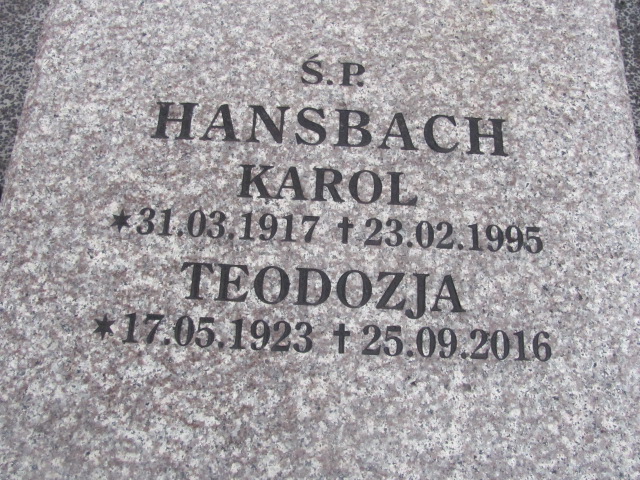 Ś.P.
HANSBACH
KAROL
★31.03.1917 ✝23.02.1995
TEODOZJA
★17.05.1923 ✝25.09.2016